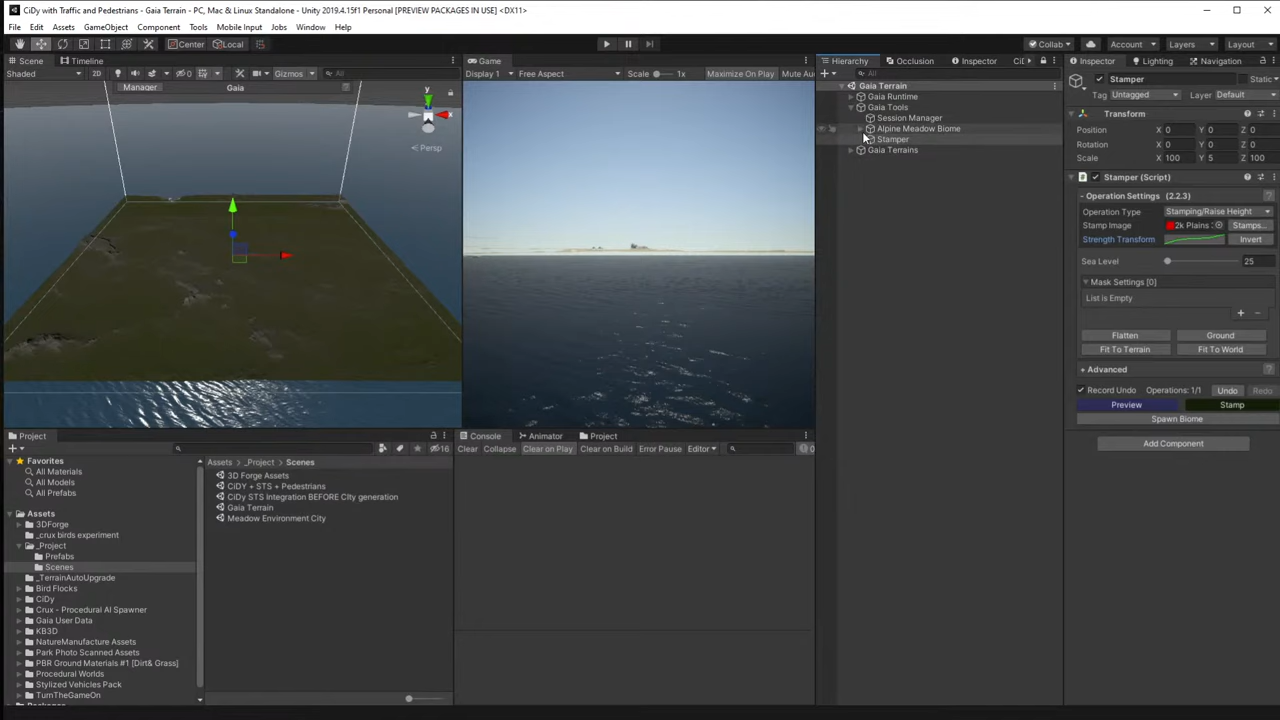 CiDy with Traffic and Pedestrians - Gaia Terrain - PC, Mac & Linux Standalone - Unity 2019.4.15f1 Personal [PREVIEW PACKAGES IN USE] <DX11>
File Edit Assets GameObject Component Tools Mobile Input Jobs Window Help
Center Local Collab Account Layers Layout
Scene Timeline
Shaded 2D 0 Gizmos All
Manager Gaia
y
x
Persp
Game
Display 1 Free Aspect Scale 1x Maximize On Play Mute Au
Hierarchy Occlusion Inspector Ci
All
Gaia Terrain
Gaia Runtime
Gaia Tools
Session Manager
Alpine Meadow Biome
Stamper
Gaia Terrains
Inspector Lighting Navigation
Stamper Static
Tag Untagged Layer Default
Transform
Position X 0 Y 0 Z 0
Rotation X 0 Y 0 Z 0
Scale X 100 Y 5 Z 100
Stamper (Script)
- Operation Settings (2.2.3)
Operation Type Stamping/Raise Height
Stamp Image 2k Plains Stamps...
Strength Transform Invert
Sea Level 25
Mask Settings [0]
List is Empty
+ -
Flatten Ground
Fit To Terrain Fit To World
+ Advanced
Record Undo Operations: 1/1 Undo Redo
Preview Stamp
Spawn Biome
Add Component
Project
16
Favorites
All Materials
All Models
All Prefabs
Assets
3DForge
_crux birds experiment
_Project
Prefabs
Scenes
_TerrainAutoUpgrade
Bird Flocks
CiDy
Crux - Procedural AI Spawner
Gaia User Data
KB3D
NatureManufacture Assets
Park Photo Scanned Assets
PBR Ground Materials #1 [Dirt& Grass]
Procedural Worlds
Stylized Vehicles Pack
TurnTheGameOn
Assets > _Project > Scenes
3D Forge Assets
CiDY + STS + Pedestrians
CiDy STS Integration BEFORE City generation
Gaia Terrain
Meadow Environment City
Console Animator Project
Clear Collapse Clear on Play Clear on Build Error Pause Editor 0